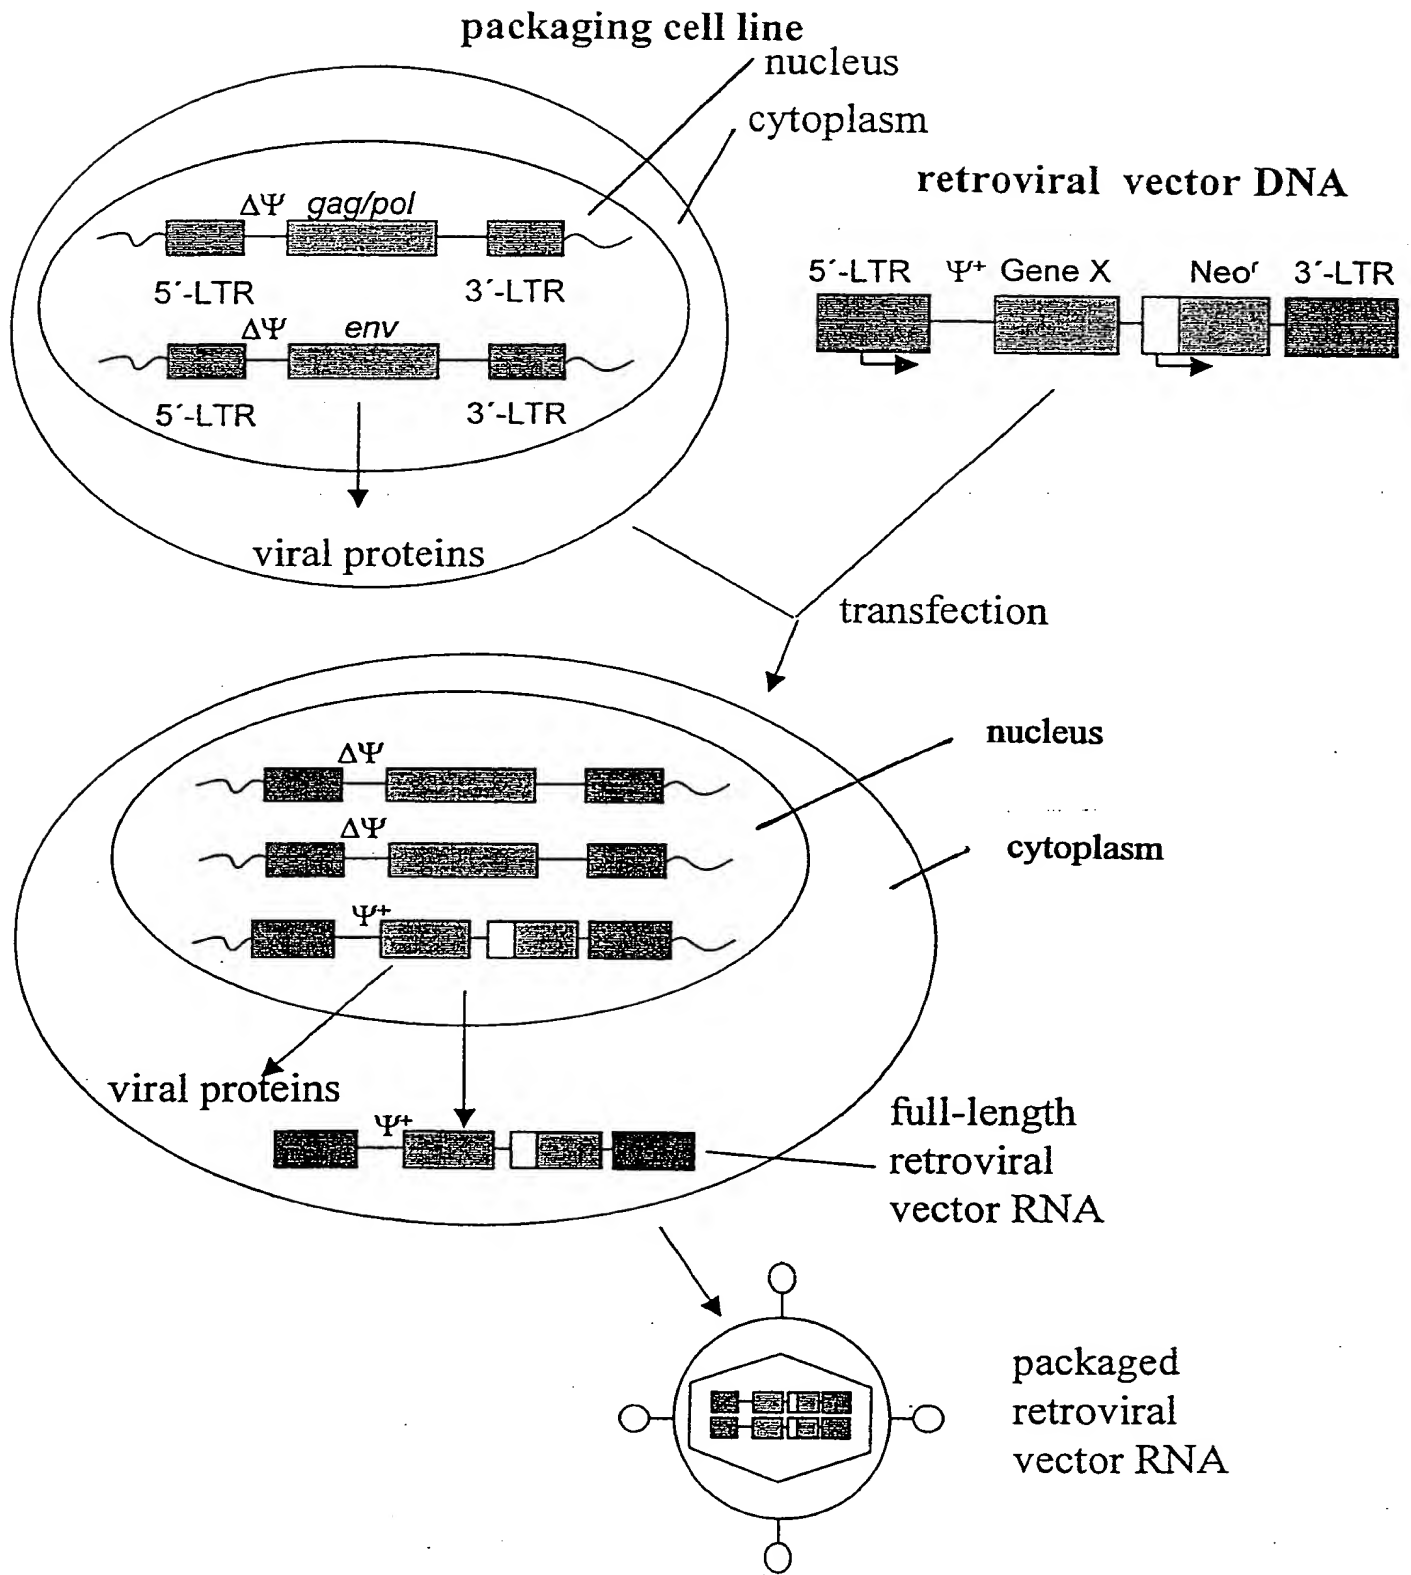 packaging cell line
nucleus
cytoplasm
retroviral vector DNA
ΔΨ gag/pol
5´-LTR 3´-LTR
ΔΨ env
5´-LTR 3´-LTR
viral proteins
5´-LTR Ψ+ Gene X Neoʳ 3´-LTR
transfection
nucleus
cytoplasm
ΔΨ
ΔΨ
Ψ+
viral proteins
Ψ+
full-length
retroviral
vector RNA
packaged
retroviral
vector RNA